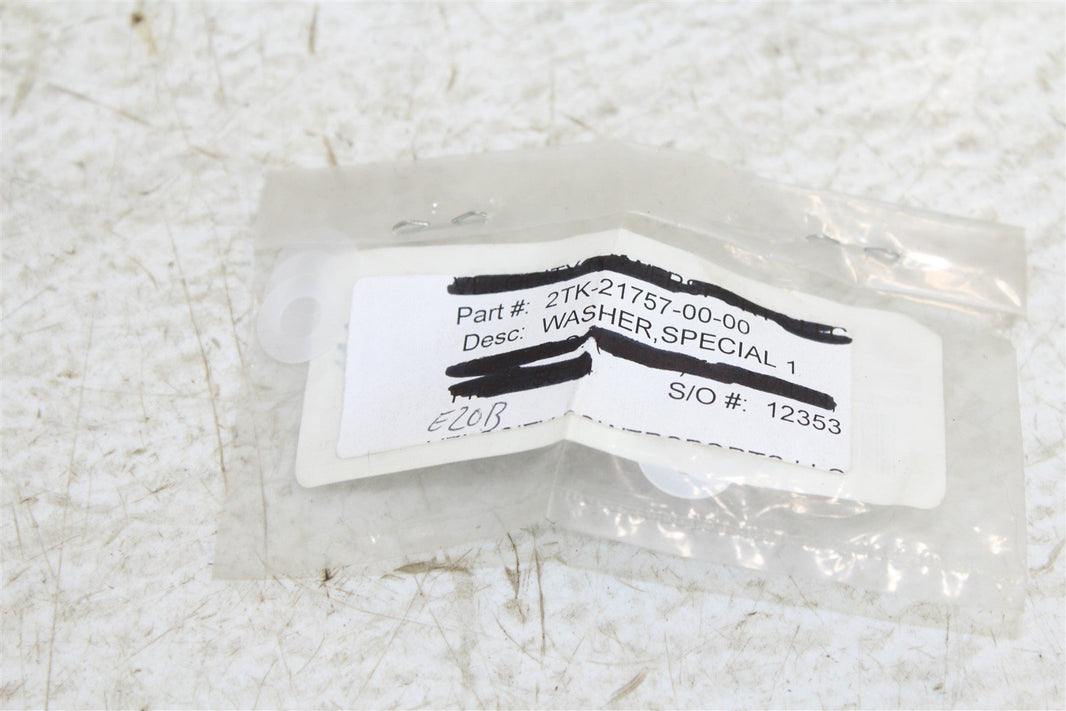 Part #: 2TK-21757-00-00
Desc: WASHER,SPECIAL 1
S/O #: 12353
E20B